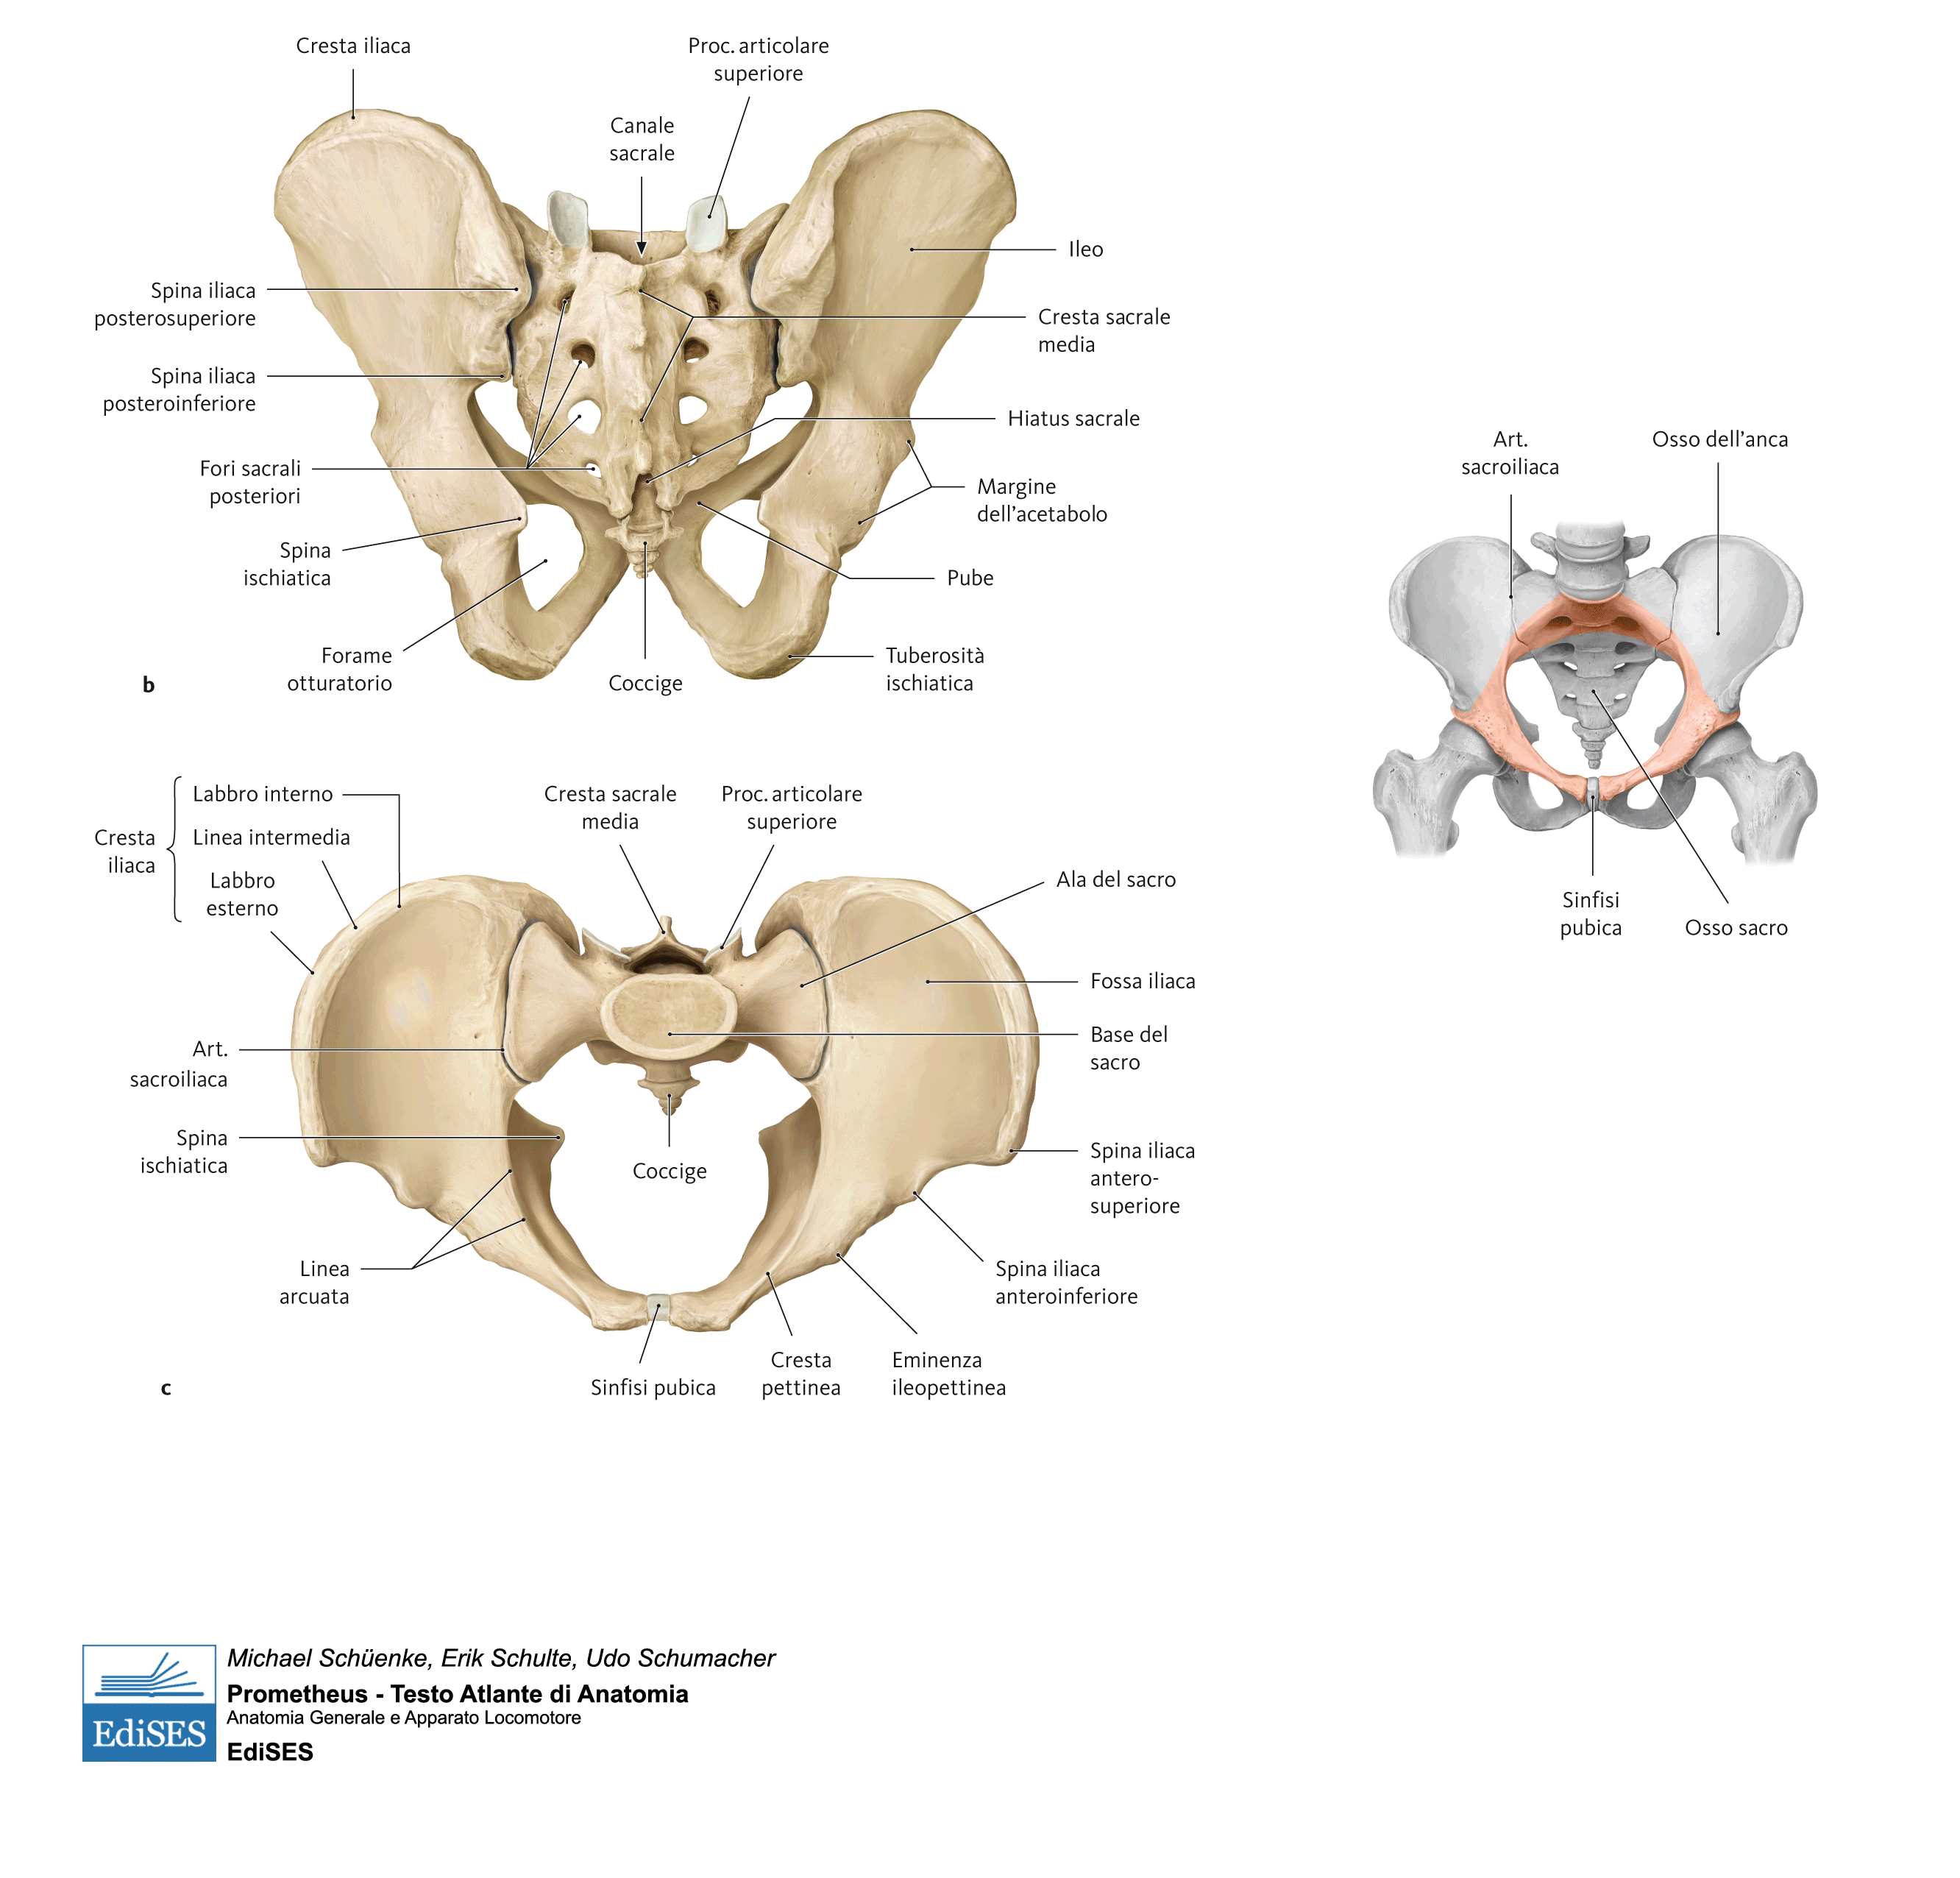 Cresta iliaca
Proc. articolare
superiore
Canale
sacrale
Ileo
Spina iliaca
posterosuperiore
Cresta sacrale
media
Spina iliaca
posteroinferiore
Hiatus sacrale
Fori sacrali
posteriori
Margine
dell'acetabolo
Spina
ischiatica
Pube
Forame
otturatorio
Coccige
Tuberosità
ischiatica
b
Art.
sacroiliaca
Osso dell'anca
Sinfisi
pubica
Osso sacro
Cresta
iliaca
Labbro interno
Linea intermedia
Labbro
esterno
Cresta sacrale
media
Proc. articolare
superiore
Ala del sacro
Fossa iliaca
Base del
sacro
Art.
sacroiliaca
Spina
ischiatica
Coccige
Spina iliaca
antero-
superiore
Linea
arcuata
Spina iliaca
anteroinferiore
Sinfisi pubica
Cresta
pettinea
Eminenza
ileopettinea
c
EdiSES
Michael Schüenke, Erik Schulte, Udo Schumacher
Prometheus - Testo Atlante di Anatomia
Anatomia Generale e Apparato Locomotore
EdiSES